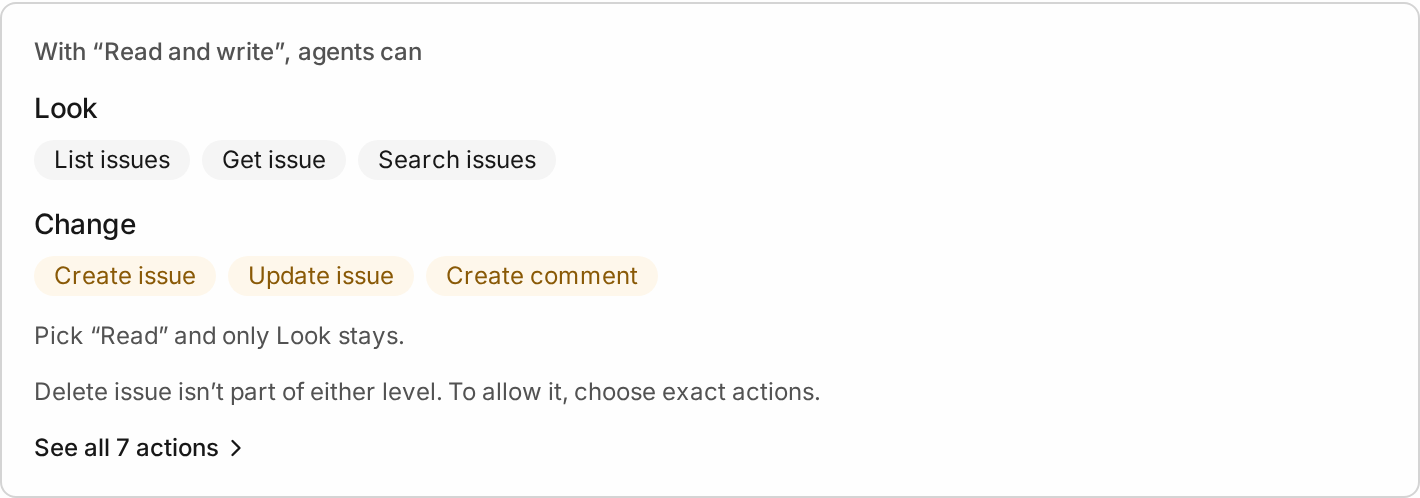 With “Read and write”, agents can
Look
List issues Get issue Search issues
Change
Create issue Update issue Create comment
Pick “Read” and only Look stays.
Delete issue isn’t part of either level. To allow it, choose exact actions.
See all 7 actions